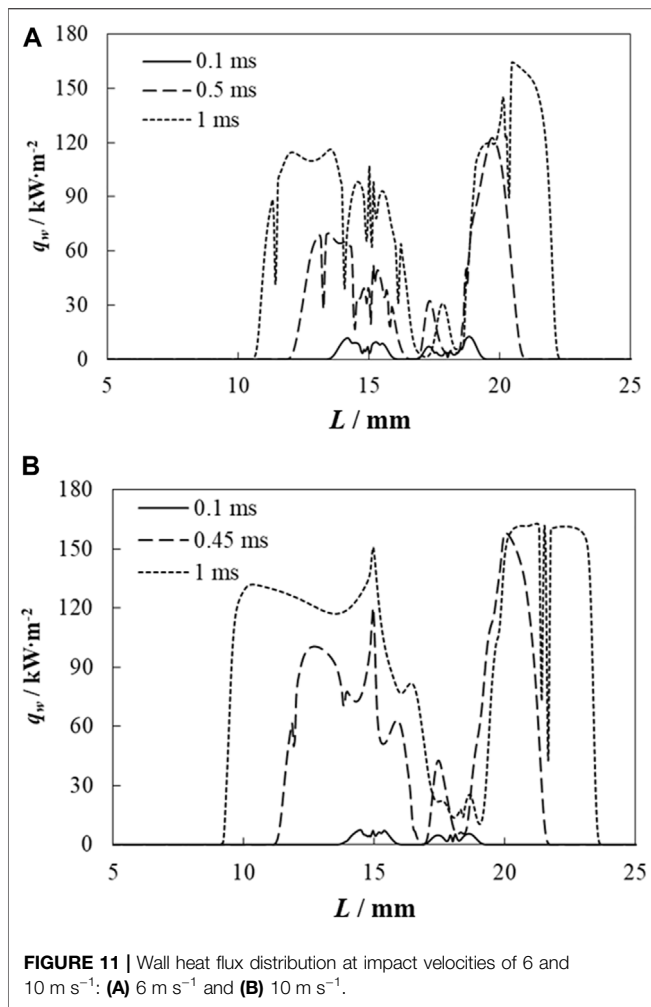 A
180
150
120
90
60
30
0
q_w / kW·m⁻²
0.1 ms
0.5 ms
1 ms
5 10 15 20 25
L / mm
B
180
150
120
90
60
30
0
q_w / kW·m⁻²
0.1 ms
0.45 ms
1 ms
5 10 15 20 25
L / mm
FIGURE 11 | Wall heat flux distribution at impact velocities of 6 and
10 m s⁻¹: (A) 6 m s⁻¹ and (B) 10 m s⁻¹.